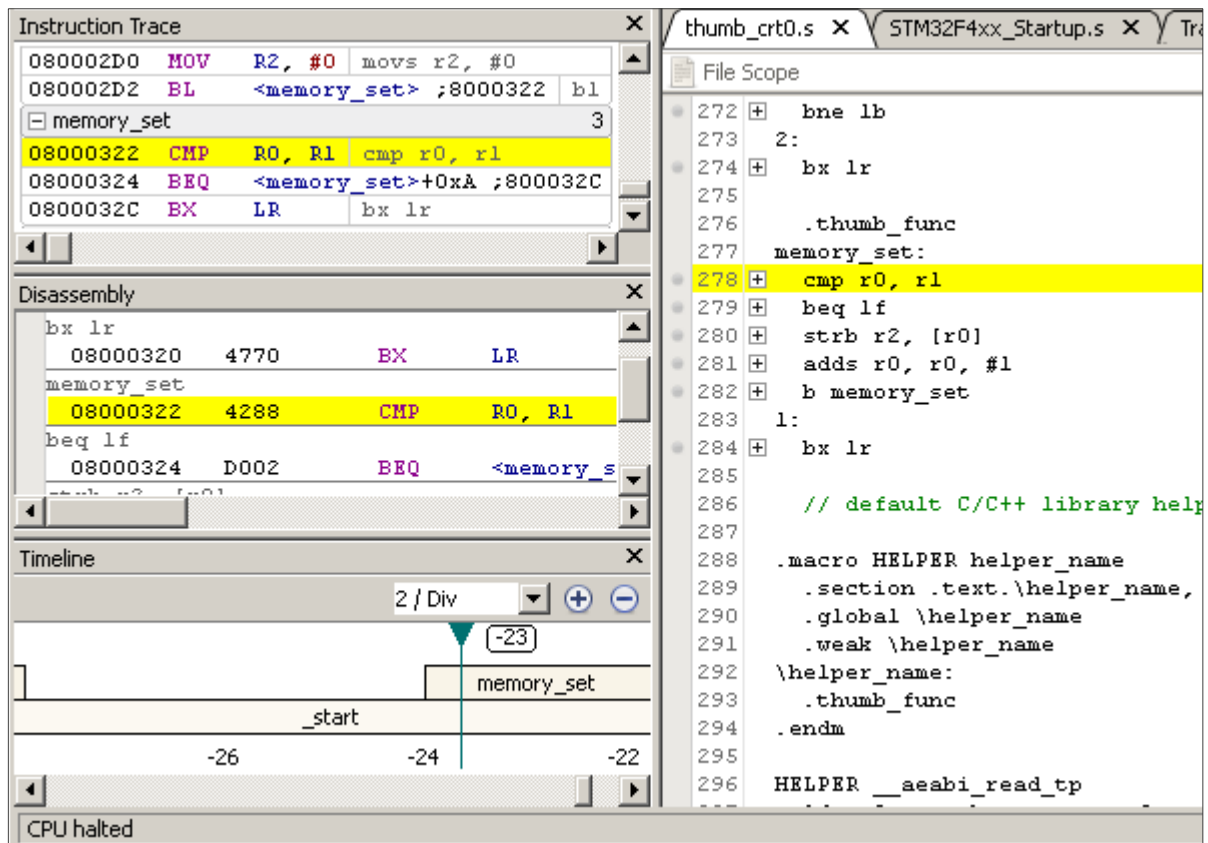 Instruction Trace
080002D0 MOV R2, #0 movs r2, #0
080002D2 BL <memory_set> ;8000322 bl
memory_set 3
08000322 CMP R0, R1 cmp r0, r1
08000324 BEQ <memory_set>+0xA ;800032C
0800032C BX LR bx lr
Disassembly
bx lr
08000320 4770 BX LR
memory_set
08000322 4288 CMP R0, R1
beq 1f
08000324 D002 BEQ <memory_s
Timeline
2 / Div
-23
memory_set
_start
-26 -24 -22
CPU halted
thumb_crt0.s STM32F4xx_Startup.s Tra
File Scope
272 bne 1b
273 2:
274 bx lr
275
276 .thumb_func
277 memory_set:
278 cmp r0, r1
279 beq 1f
280 strb r2, [r0]
281 adds r0, r0, #1
282 b memory_set
283 1:
284 bx lr
285
286 // default C/C++ library help
287
288 .macro HELPER helper_name
289 .section .text.\helper_name,
290 .global \helper_name
291 .weak \helper_name
292 \helper_name:
293 .thumb_func
294 .endm
295
296 HELPER __aeabi_read_tp